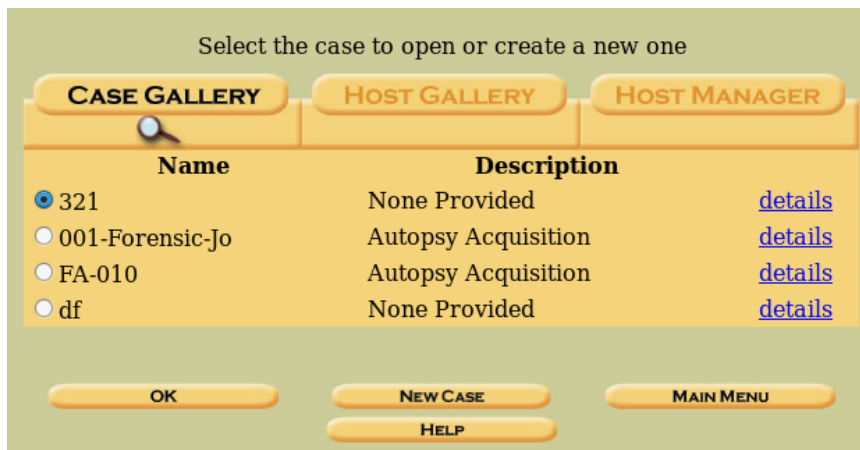 Select the case to open or create a new one
CASE GALLERY HOST GALLERY HOST MANAGER
Name Description
321 None Provided details
001-Forensic-Jo Autopsy Acquisition details
FA-010 Autopsy Acquisition details
df None Provided details
OK NEW CASE MAIN MENU
HELP